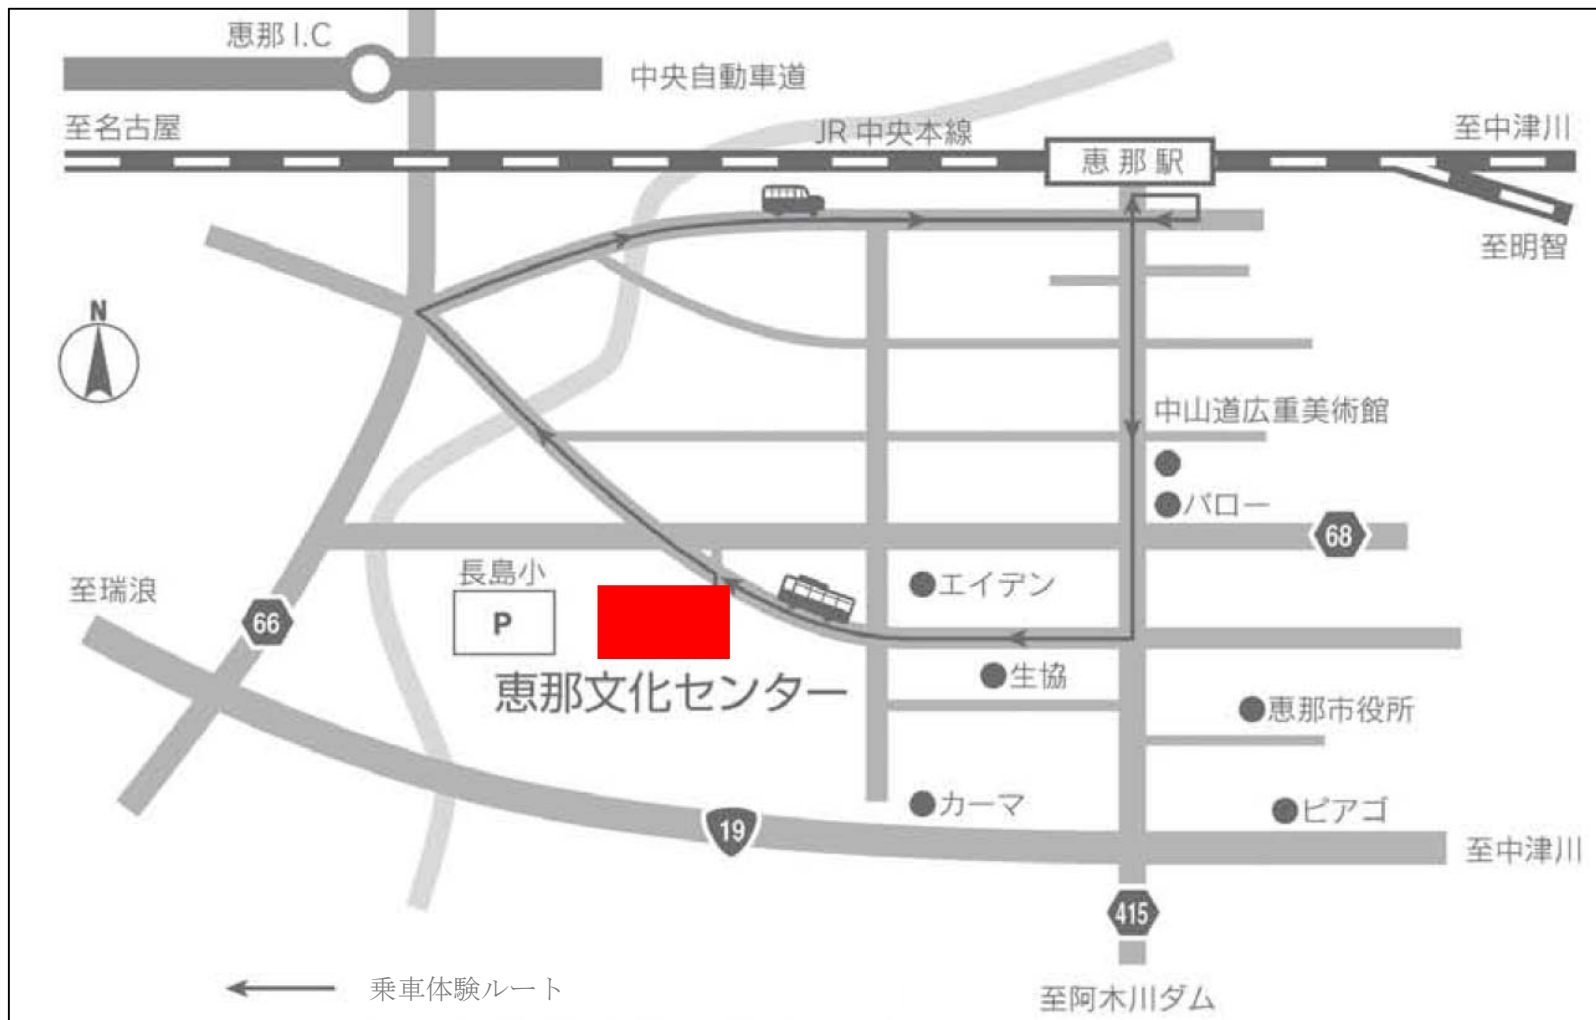 恵那 I.C
中央自動車道
至名古屋
JR 中央本線
恵那駅
至中津川
至明智
N
中山道広重美術館
バロー
68
長島小
P
エイデン
至瑞浪
66
恵那文化センター
生協
恵那市役所
カーマ
ピアゴ
19
至中津川
415
乗車体験ルート
至阿木川ダム